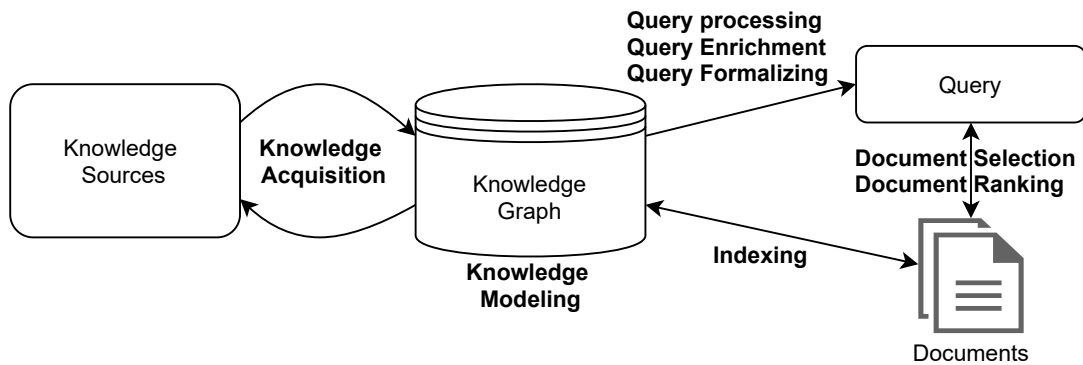 Knowledge
Sources
Knowledge
Acquisition
Knowledge
Graph
Knowledge
Modeling
Query processing
Query Enrichment
Query Formalizing
Query
Document Selection
Document Ranking
Indexing
Documents